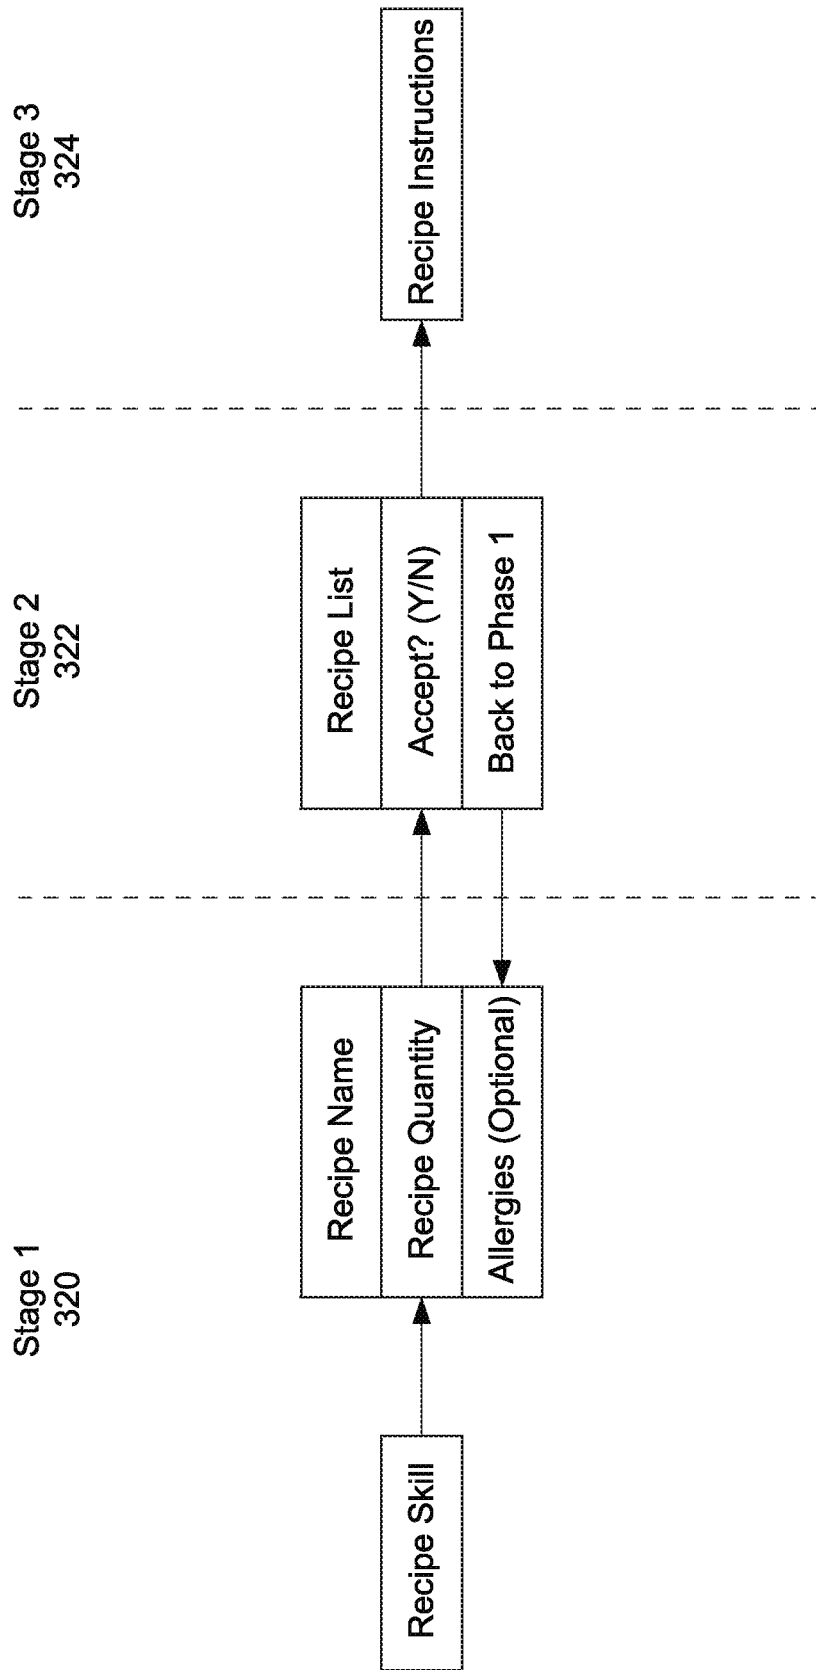 Stage 1
320
Stage 2
322
Stage 3
324
Recipe Skill
Recipe Name
Recipe Quantity
Allergies (Optional)
Recipe List
Accept? (Y/N)
Back to Phase 1
Recipe Instructions